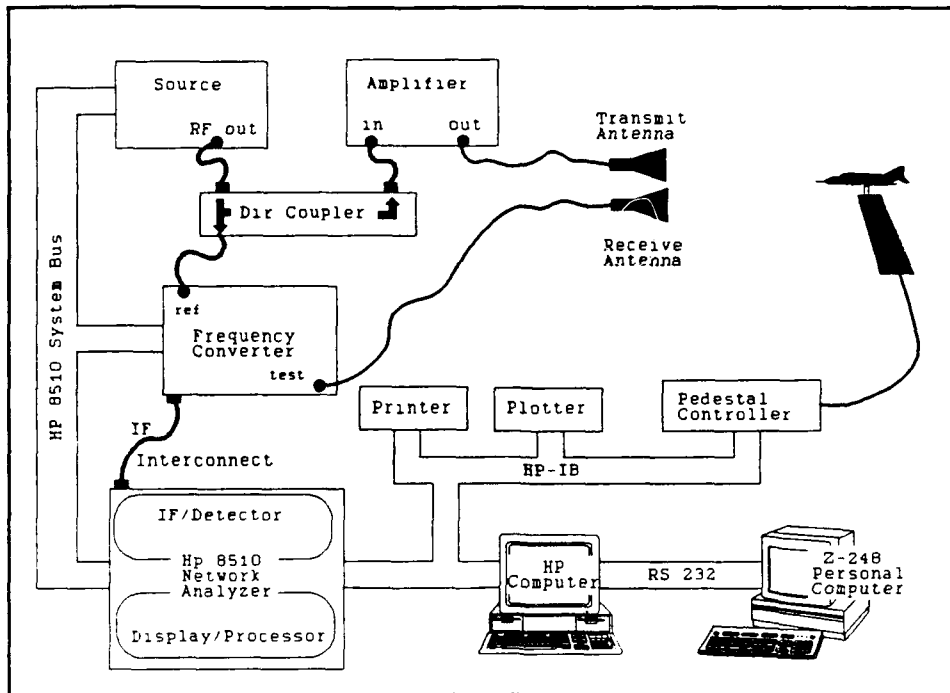 Source
RF out
Amplifier
in
out
Transmit
Antenna
Dir Coupler
Receive
Antenna
HP 8510 System Bus
ref
Frequency
Converter
test
IF
Interconnect
Printer
Plotter
Pedestal
Controller
HP-IB
IF/Detector
Hp 8510
Network
Analyzer
Display/Processor
HP
Computer
RS 232
Z-248
Personal
Computer